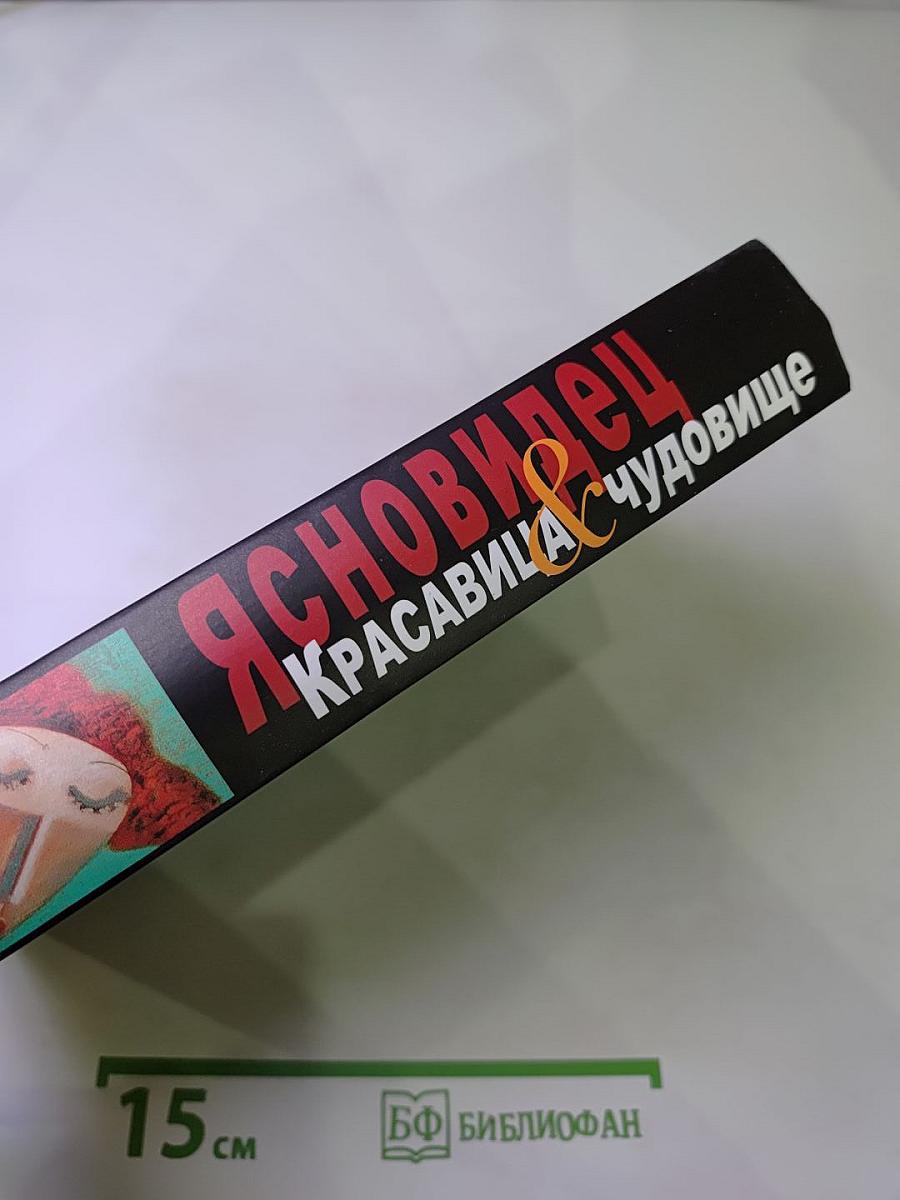 Ясновидец
Красавица & чудовище
15 см
БФ БИБЛИОФАН